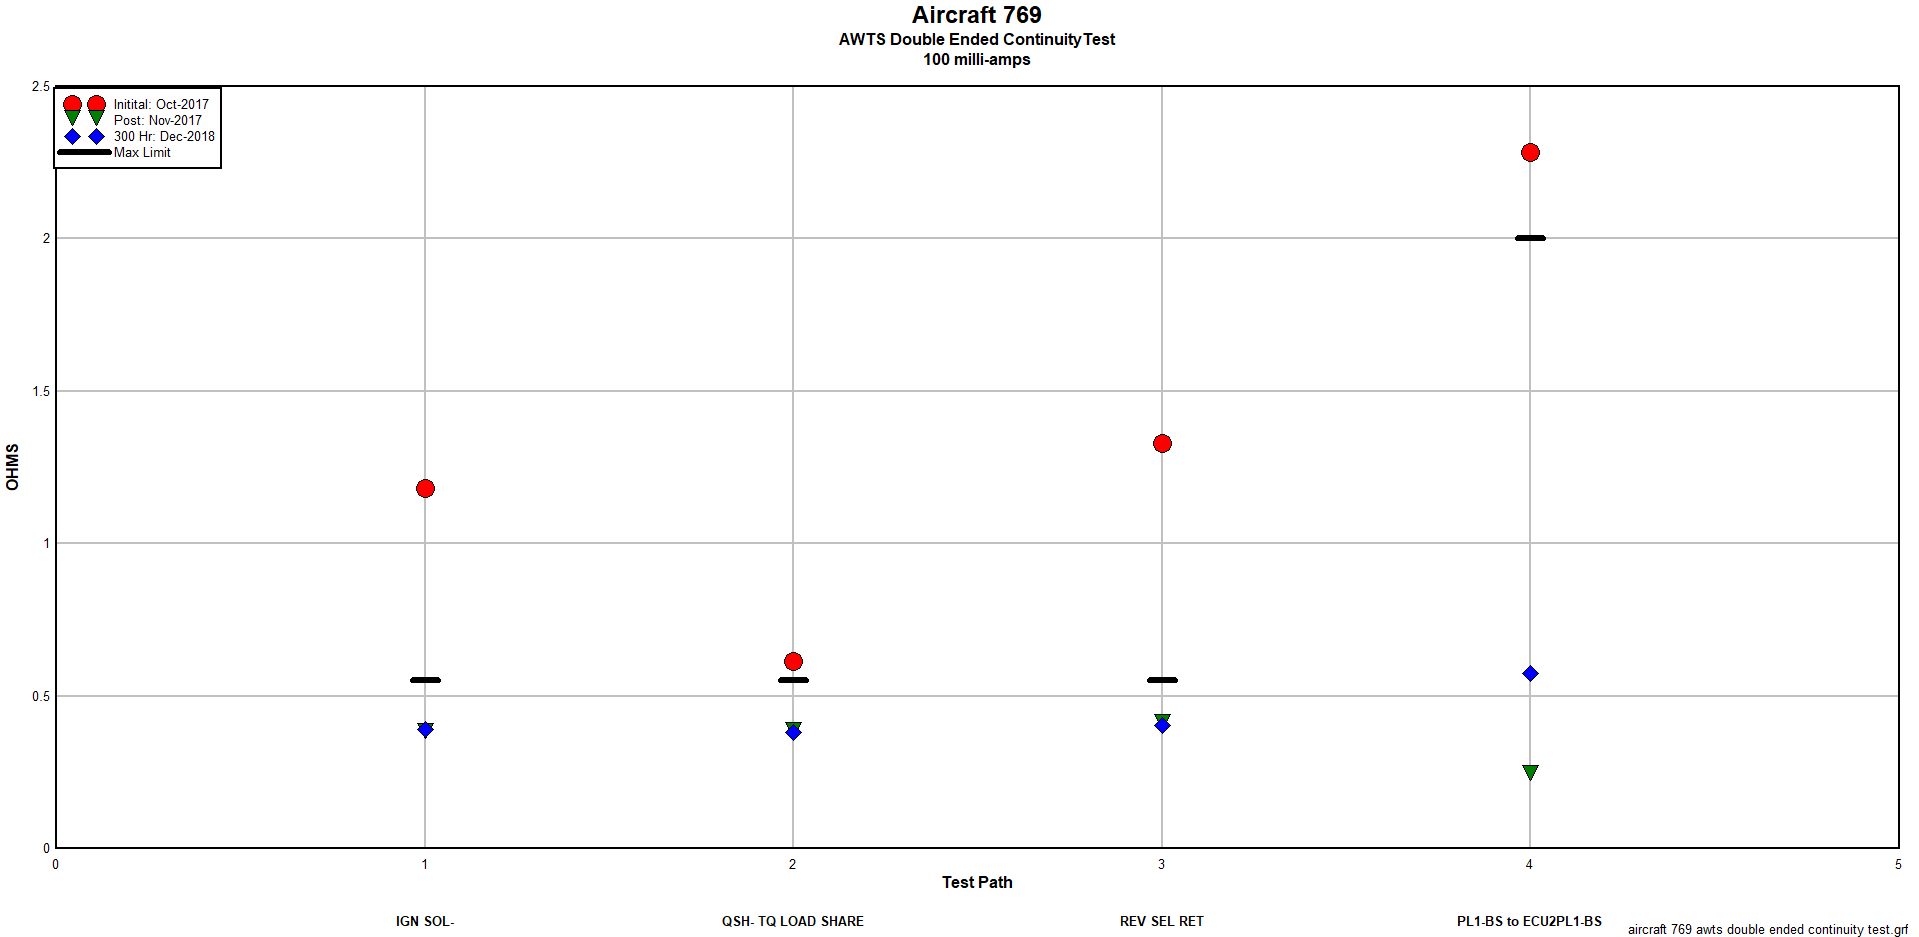 Aircraft 769
AWTS Double Ended ContinuityTest
100 milli-amps
2.5
Initital: Oct-2017
Post: Nov-2017
300 Hr: Dec-2018
Max Limit
2
1.5
OHMS
1
0.5
0
0 1 2 3 4 5
Test Path
IGN SOL- QSH- TQ LOAD SHARE REV SEL RET PL1-BS to ECU2PL1-BS
aircraft 769 awts double ended continuity test.grf